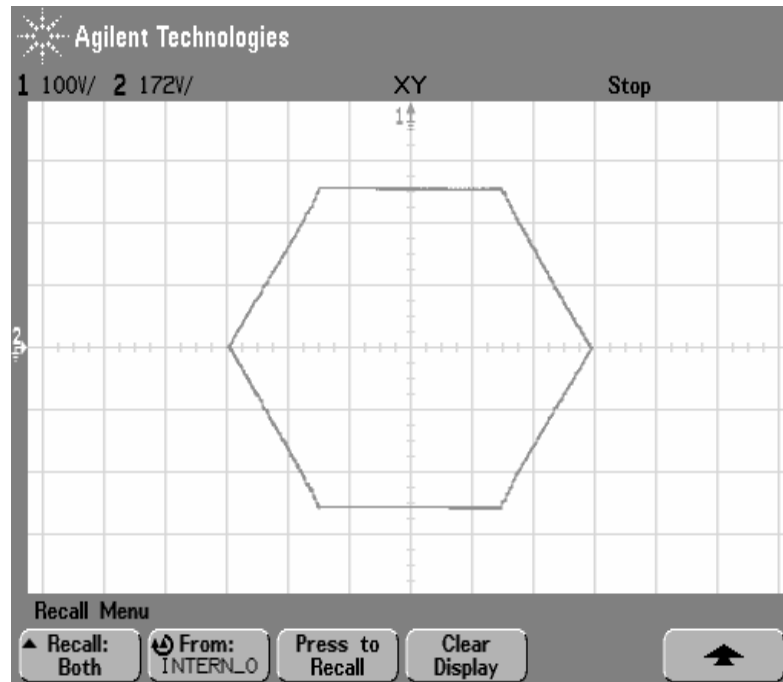 Agilent Technologies
1 100V/ 2 172V/ XY Stop
1
2
Recall Menu
Recall: Both
From: INTERN_0
Press to Recall
Clear Display